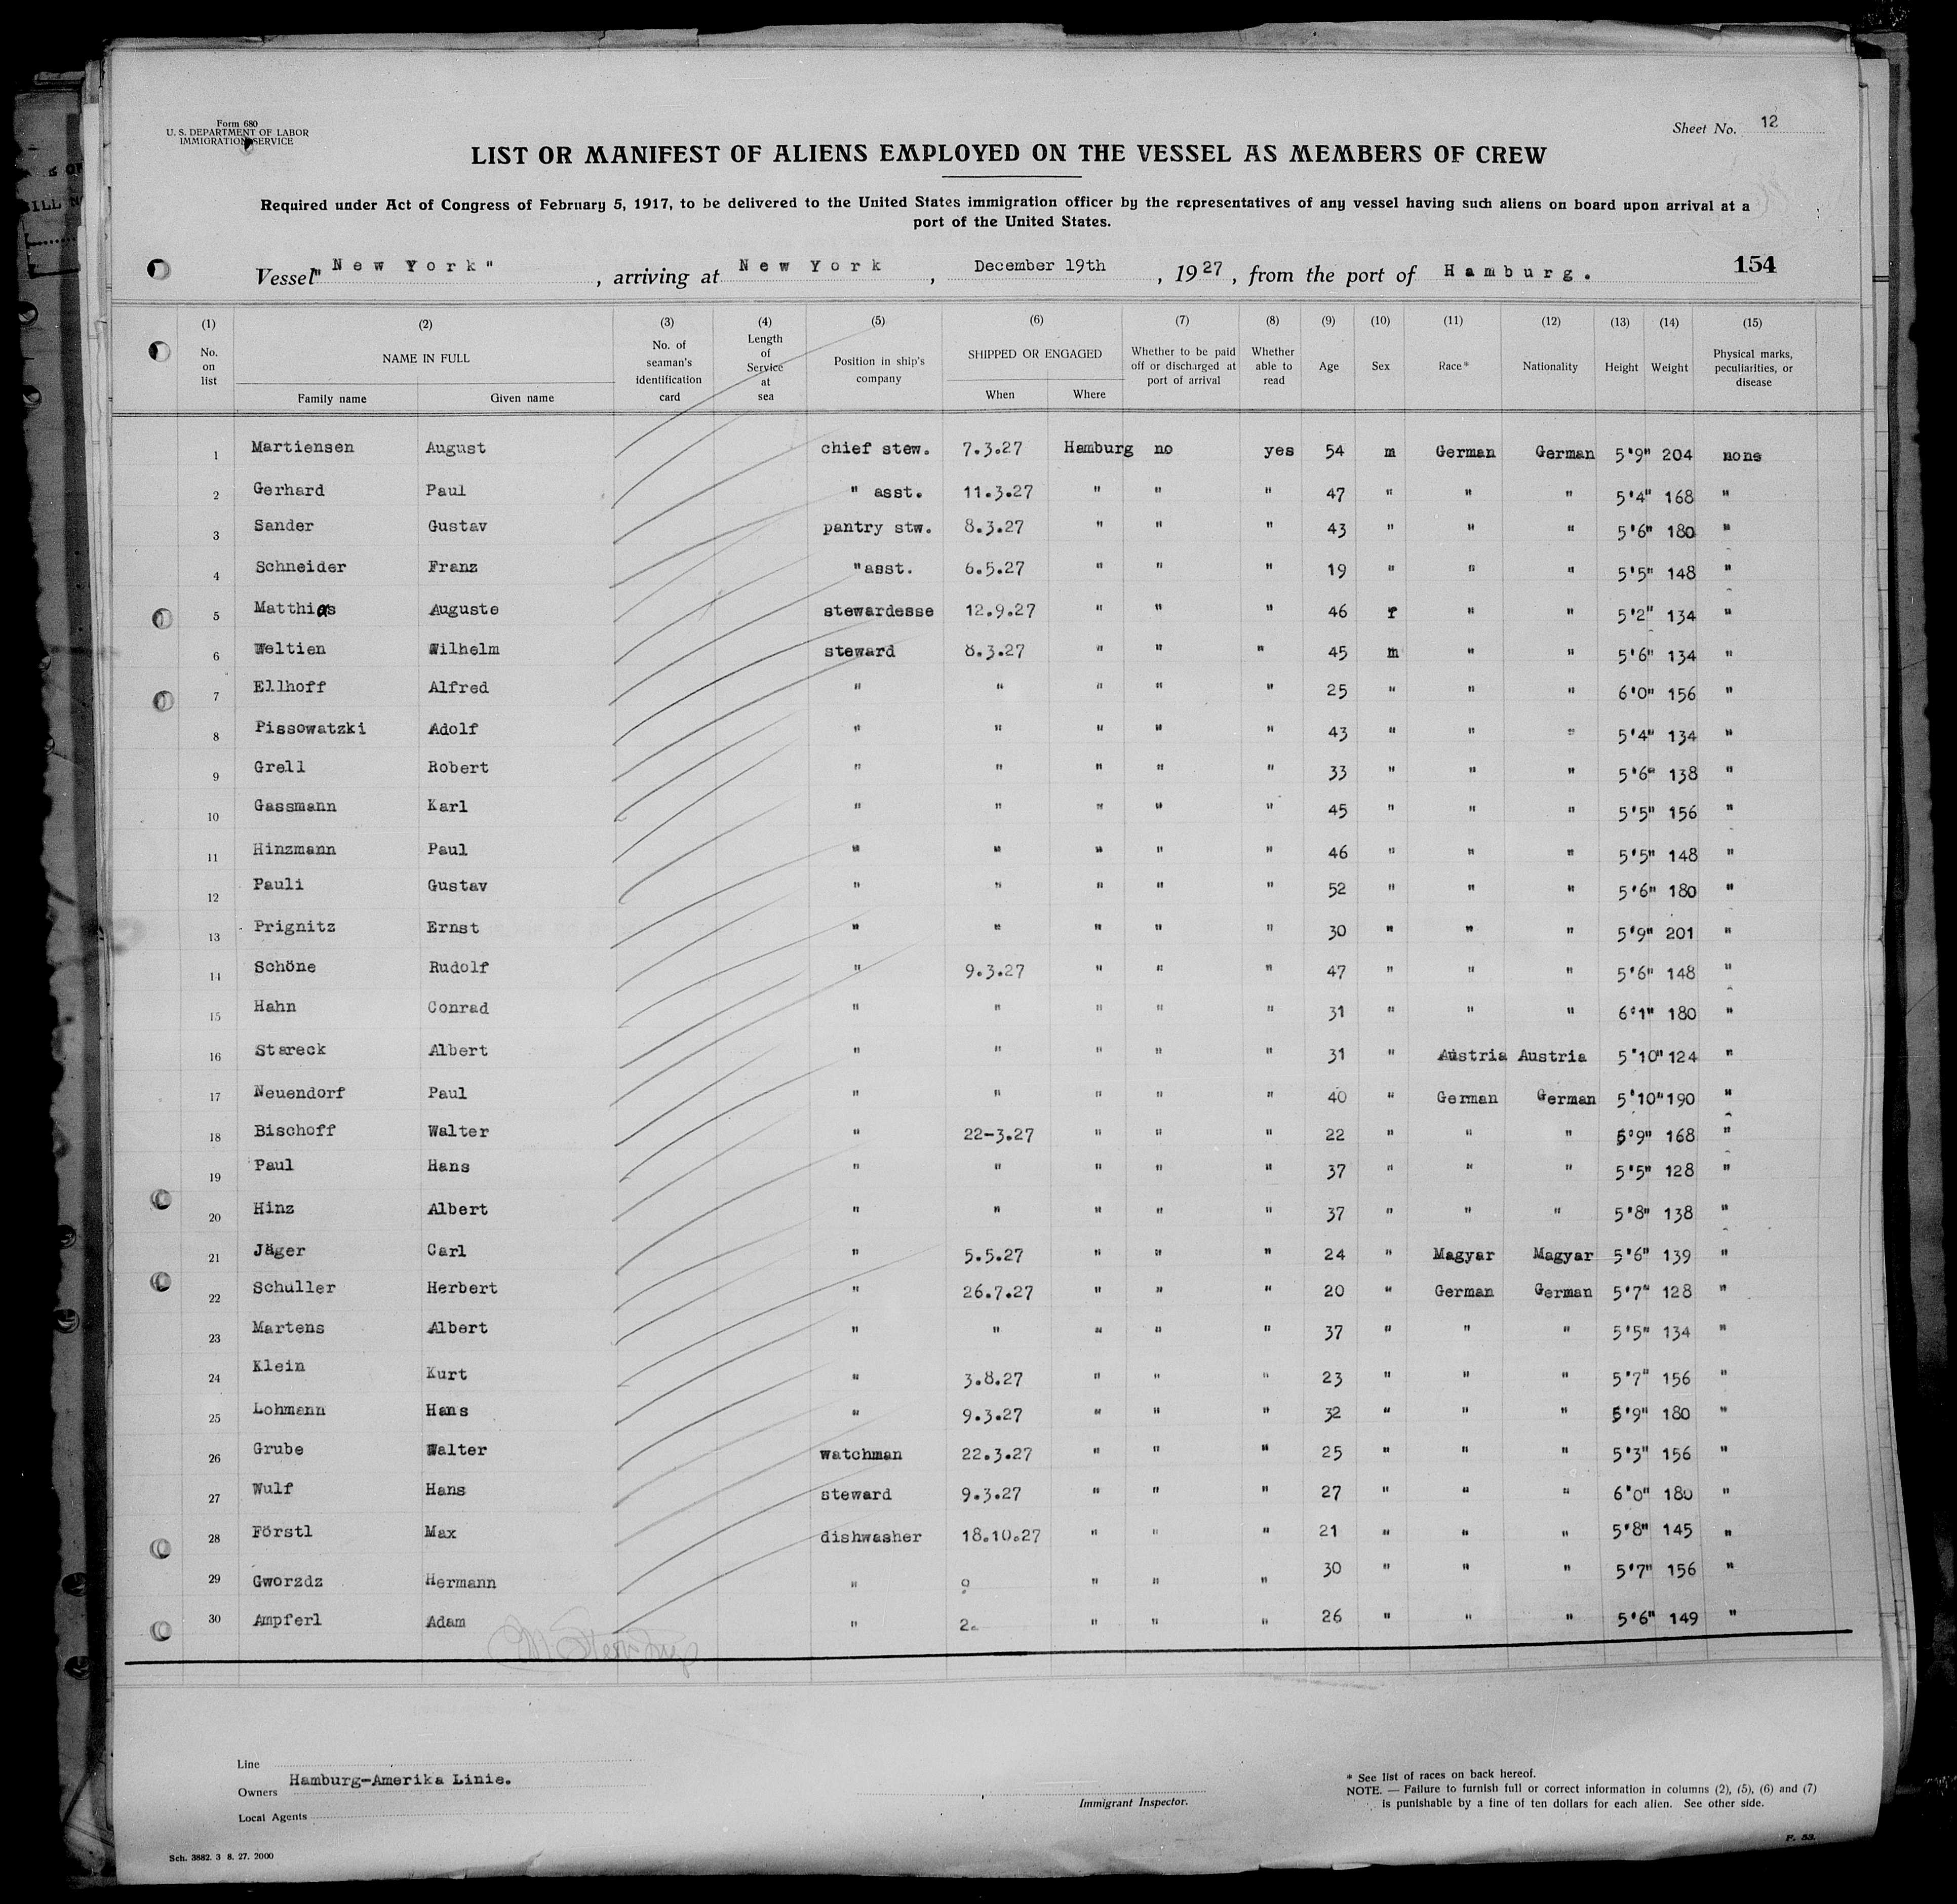 Form 680
U. S. DEPARTMENT OF LABOR
IMMIGRATION SERVICE
Sheet No. 12
LIST OR MANIFEST OF ALIENS EMPLOYED ON THE VESSEL AS MEMBERS OF CREW
Required under Act of Congress of February 5, 1917, to be delivered to the United States immigration officer by the representatives of any vessel having such aliens on board upon arrival at a
port of the United States.
Vessel "New York", arriving at New York, December 19th, 1927, from the port of Hamburg. 154
(1) (2) (3) (4) (5) (6) (7) (8) (9) (10) (11) (12) (13) (14) (15)
No. on list NAME IN FULL Family name Given name No. of seaman's identification card Length of Service at sea Position in ship's company SHIPPED OR ENGAGED When Where Whether to be paid off or discharged at port of arrival Whether able to read Age Sex Race* Nationality Height Weight Physical marks, peculiarities, or disease
1 Martiensen August chief stew. 7.3.27 Hamburg no yes 54 m German German 5'9" 204 none
2 Gerhard Paul " asst. 11.3.27 " " " 47 " " " 5'4" 168 "
3 Sander Gustav pantry stw. 8.3.27 " " " 43 " " " 5'6" 180 "
4 Schneider Franz "asst. 6.5.27 " " " 19 " " " 5'5" 148 "
5 Matthias Auguste stewardesse 12.9.27 " " " 46 f " " 5'2" 134 "
6 Weltien Wilhelm steward 8.3.27 " " " 45 m " " 5'6" 134 "
7 Ellhoff Alfred " " " " " 25 " " " 6'0" 156 "
8 Pissowatzki Adolf " " " " " 43 " " " 5'4" 134 "
9 Grell Robert " " " " " 33 " " " 5'6" 138 "
10 Gassmann Karl " " " " " 45 " " " 5'5" 156 "
11 Hinzmann Paul " " " " " 46 " " " 5'5" 148 "
12 Pauli Gustav " " " " " 52 " " " 5'6" 180 "
13 Prignitz Ernst " " " " " 30 " " " 5'9" 201 "
14 Schöne Rudolf " 9.3.27 " " " 47 " " " 5'6" 148 "
15 Hahn Conrad " " " " " 31 " " " 6'1" 180 "
16 Stareck Albert " " " " " 31 " Austria Austria 5'10" 124 "
17 Neuendorf Paul " " " " " 40 " German German 5'10" 190 "
18 Bischoff Walter " 22-3.27 " " " 22 " " " 5'9" 168 "
19 Paul Hans " " " " " 37 " " " 5'5" 128 "
20 Hinz Albert " " " " " 37 " " " 5'8" 138 "
21 Jäger Carl " 5.5.27 " " " 24 " Magyar Magyar 5'6" 139 "
22 Schuller Herbert " 26.7.27 " " " 20 " German German 5'7" 128 "
23 Martens Albert " " " " " 37 " " " 5'5" 134 "
24 Klein Kurt " 3.8.27 " " " 23 " " " 5'7" 156 "
25 Lohmann Hans " 9.3.27 " " " 32 " " " 5'9" 180 "
26 Grube Walter watchman 22.3.27 " " " 25 " " " 5'3" 156 "
27 Wulf Hans steward 9.3.27 " " " 27 " " " 6'0" 180 "
28 Förstl Max dishwasher 18.10.27 " " " 21 " " " 5'8" 145 "
29 Gworzdz Hermann " 9 " " " 30 " " " 5'7" 156 "
30 Ampferl Adam " 2. " " " 26 " " " 5'6" 149 "
Line
Owners Hamburg-Amerika Linie.
Local Agents
Immigrant Inspector.
* See list of races on back hereof.
NOTE. — Failure to furnish full or correct information in columns (2), (5), (6) and (7)
is punishable by a fine of ten dollars for each alien. See other side.
Sch. 3882. 3 8. 27. 2000
F. 53.